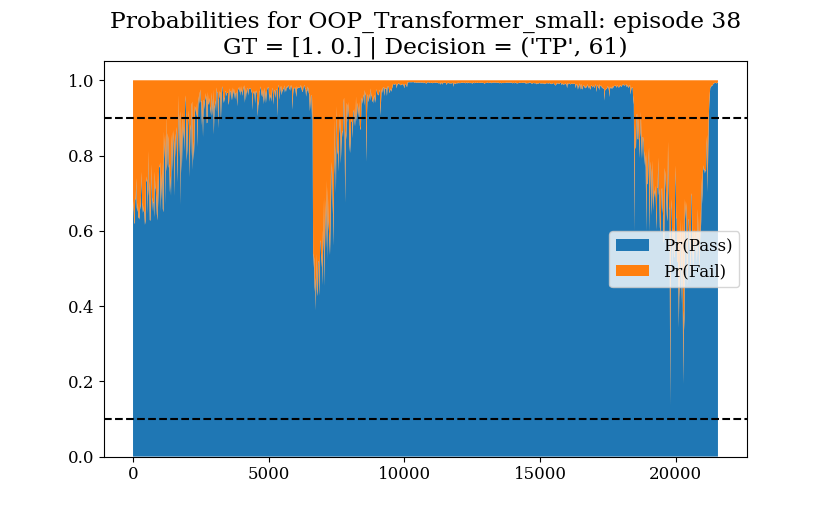 Probabilities for OOP_Transformer_small: episode 38
GT = [1. 0.] | Decision = ('TP', 61)
1.0
0.8
0.6
0.4
0.2
0.0
Pr(Pass)
Pr(Fail)
0
5000
10000
15000
20000